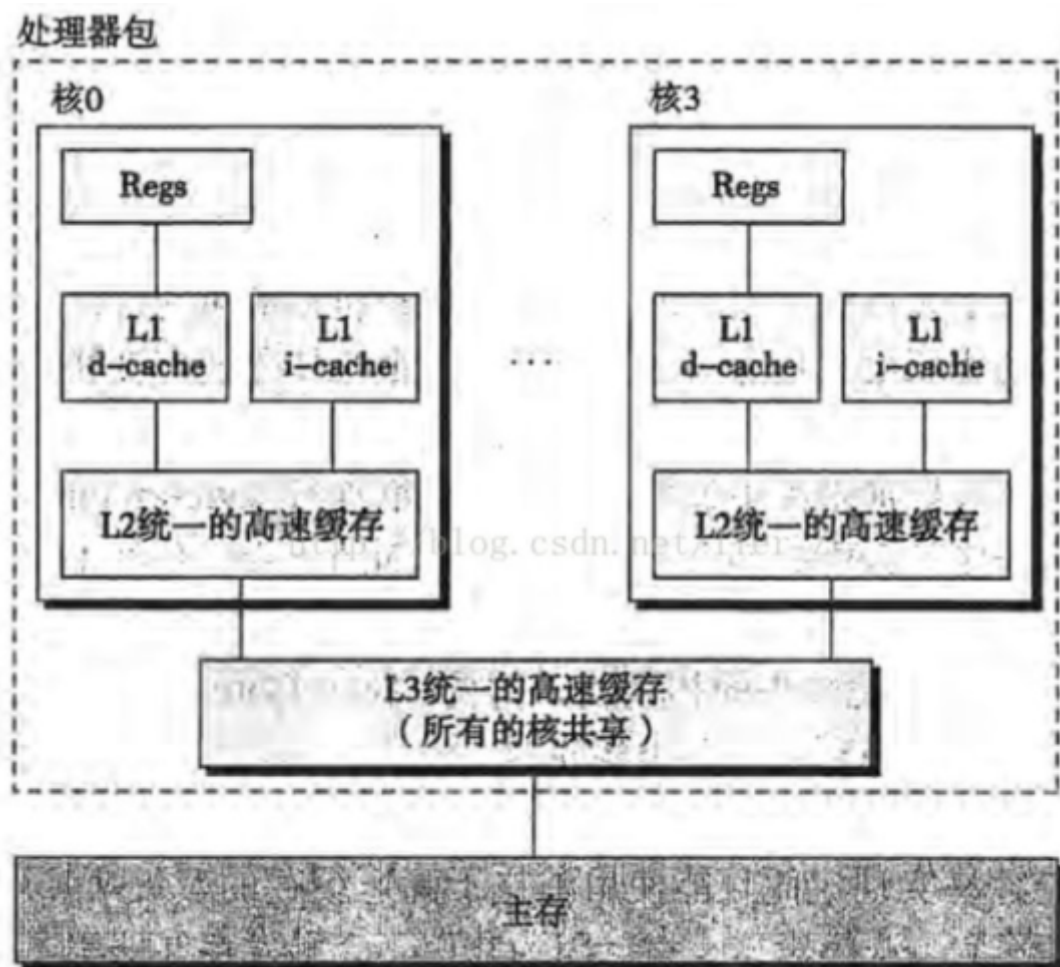 处理器包
核0
核3
Regs
Regs
L1
d-cache
L1
i-cache
...
L1
d-cache
L1
i-cache
L2统一的高速缓存
L2统一的高速缓存
L3统一的高速缓存
（所有的核共享）
主存